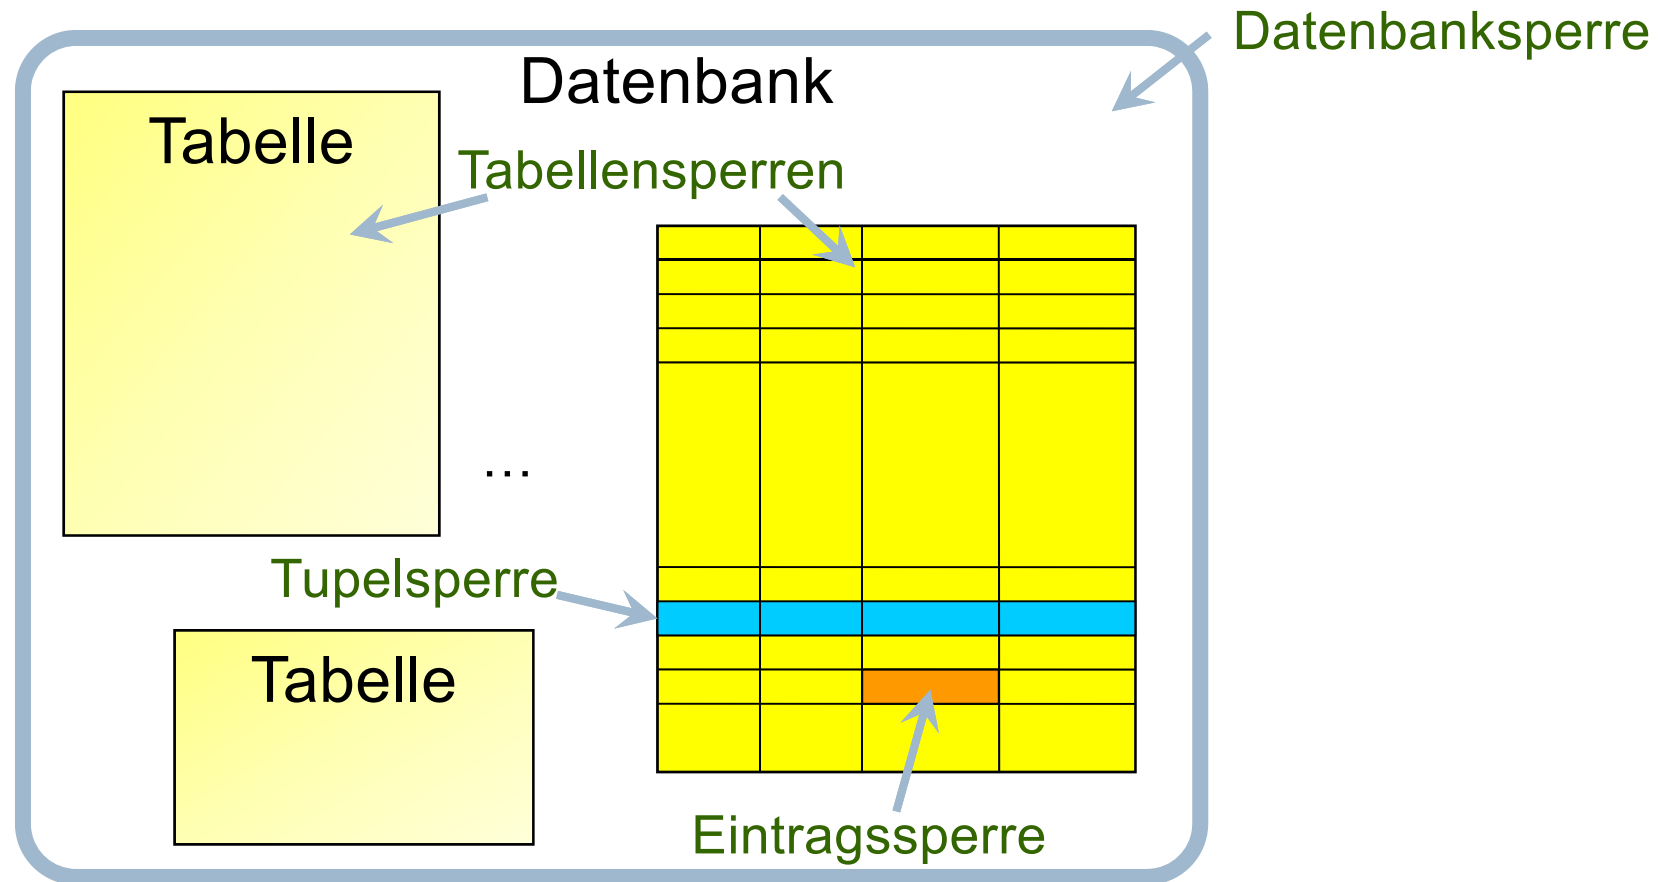 Datenbanksperre
Datenbank
Tabelle
Tabellensperren
…
Tupelsperre
Tabelle
Eintragssperre